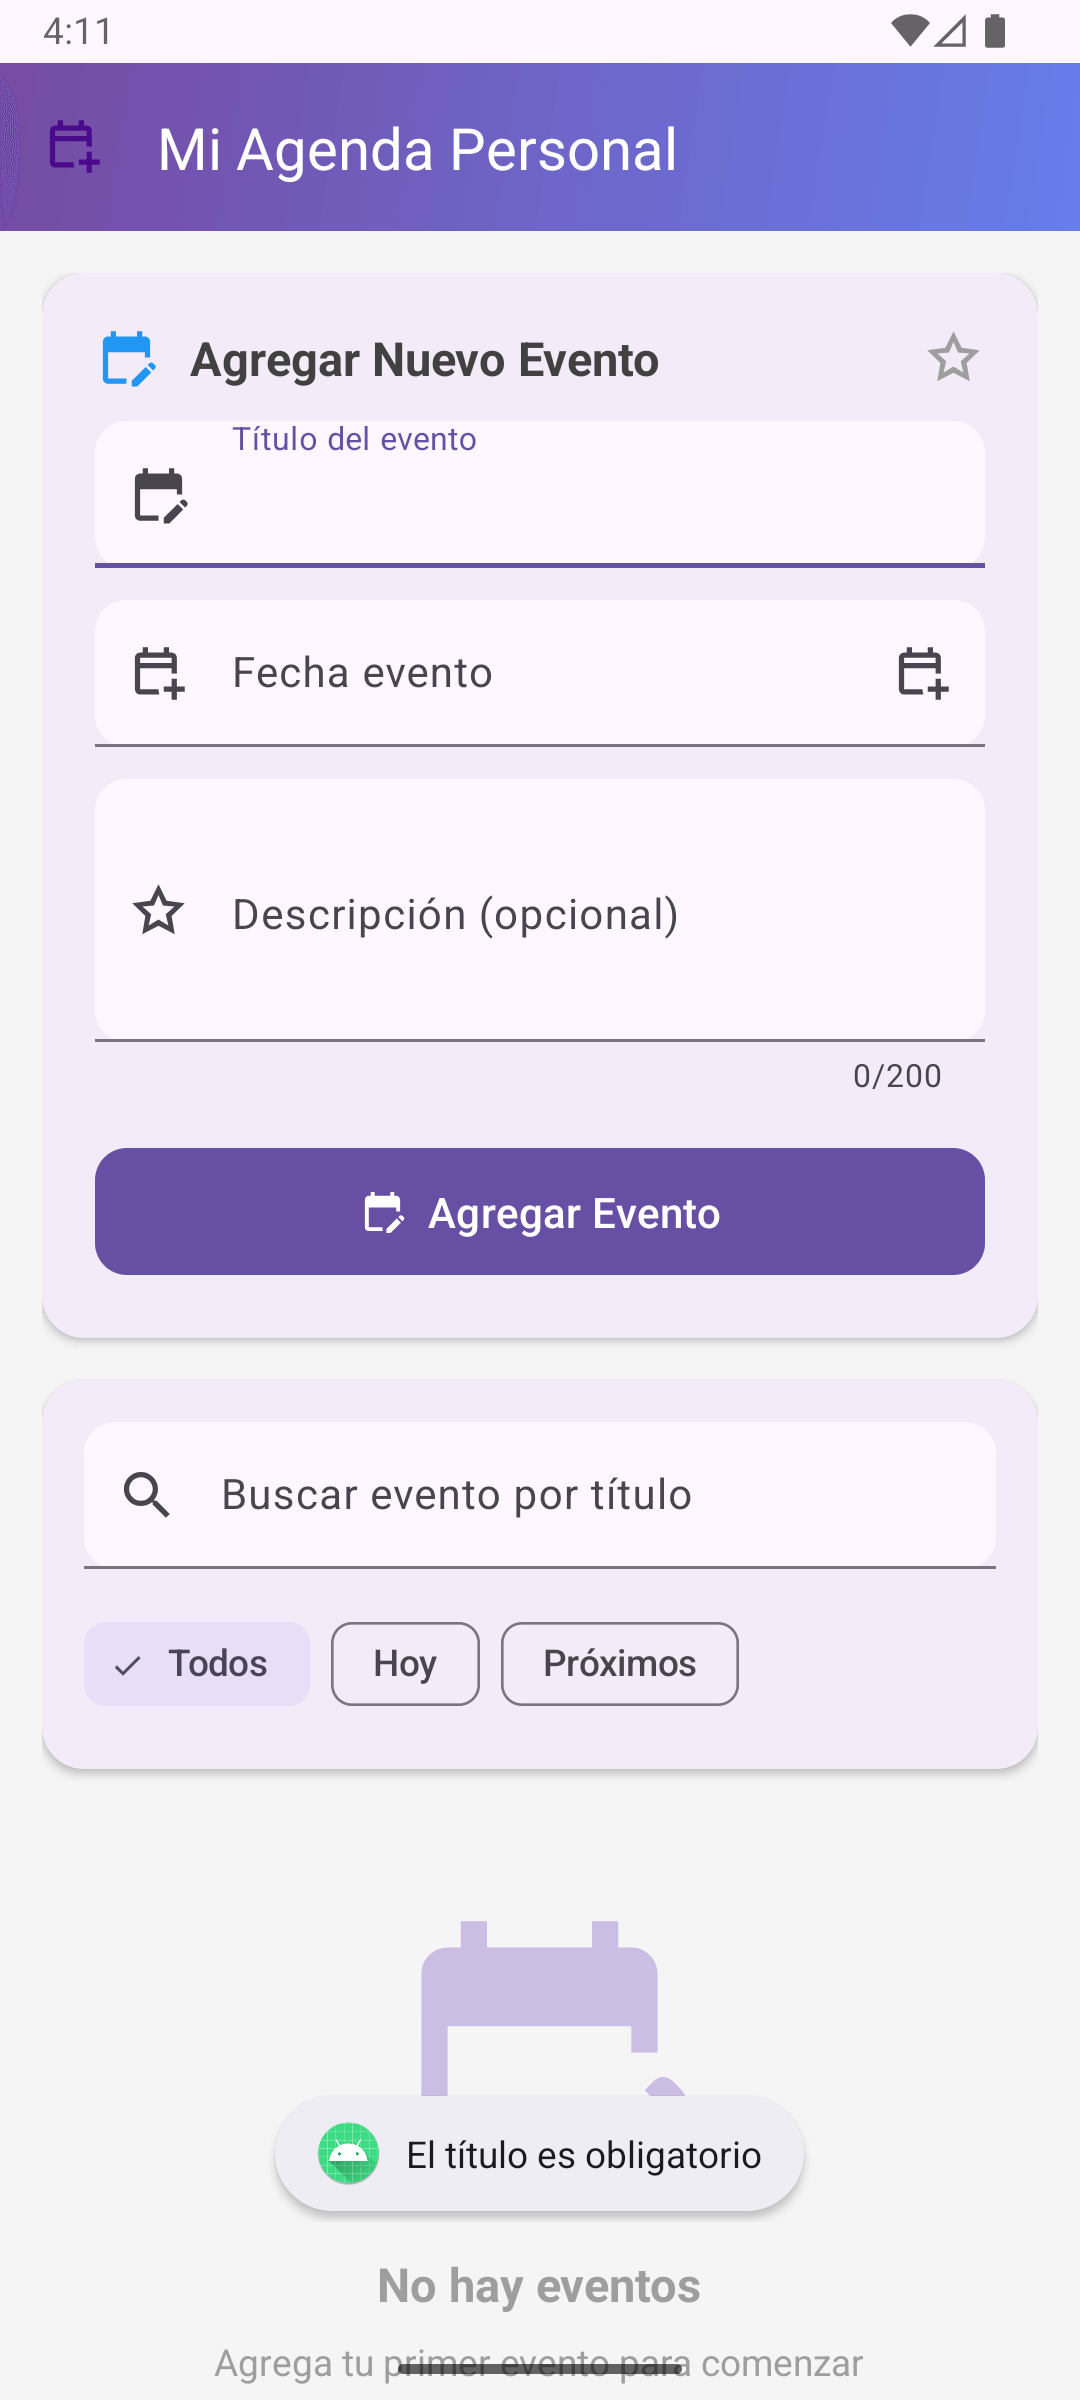 4:11
Mi Agenda Personal
Agregar Nuevo Evento
Título del evento
Fecha evento
Descripción (opcional)
0/200
Agregar Evento
Buscar evento por título
Todos
Hoy
Próximos
El título es obligatorio
No hay eventos
Agrega tu primer evento para comenzar